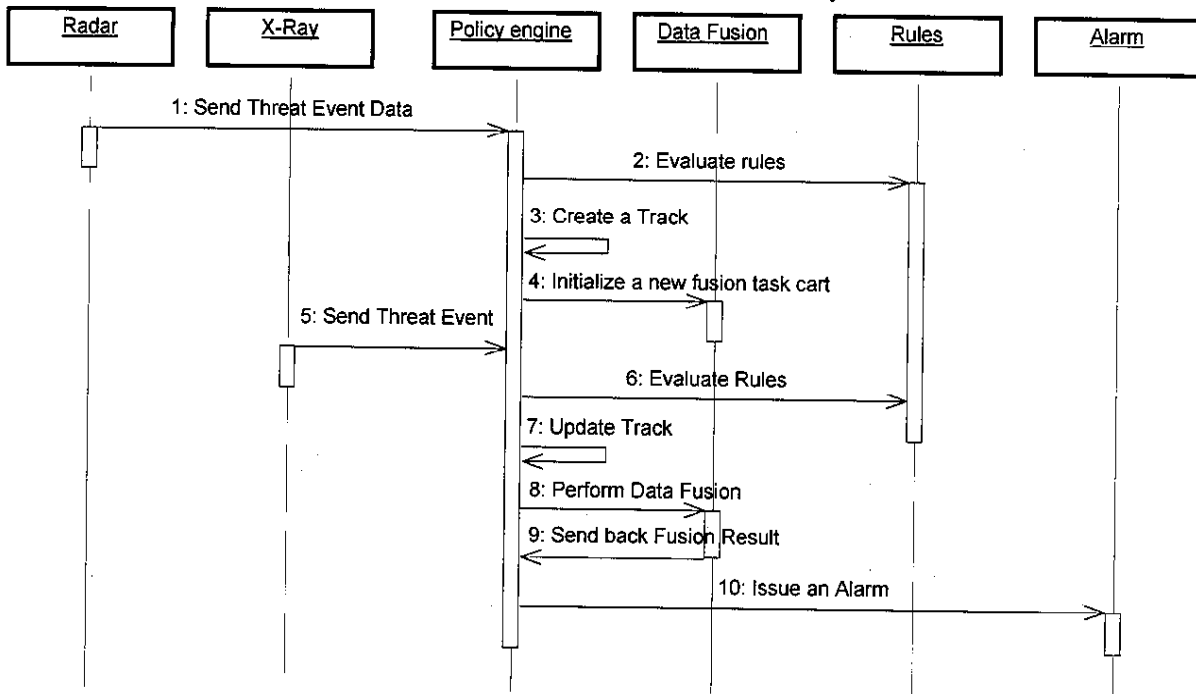 Radar
X-Ray
Policy engine
Data Fusion
Rules
Alarm
1: Send Threat Event Data
2: Evaluate rules
3: Create a Track
4: Initialize a new fusion task cart
5: Send Threat Event
6: Evaluate Rules
7: Update Track
8: Perform Data Fusion
9: Send back Fusion Result
10: Issue an Alarm